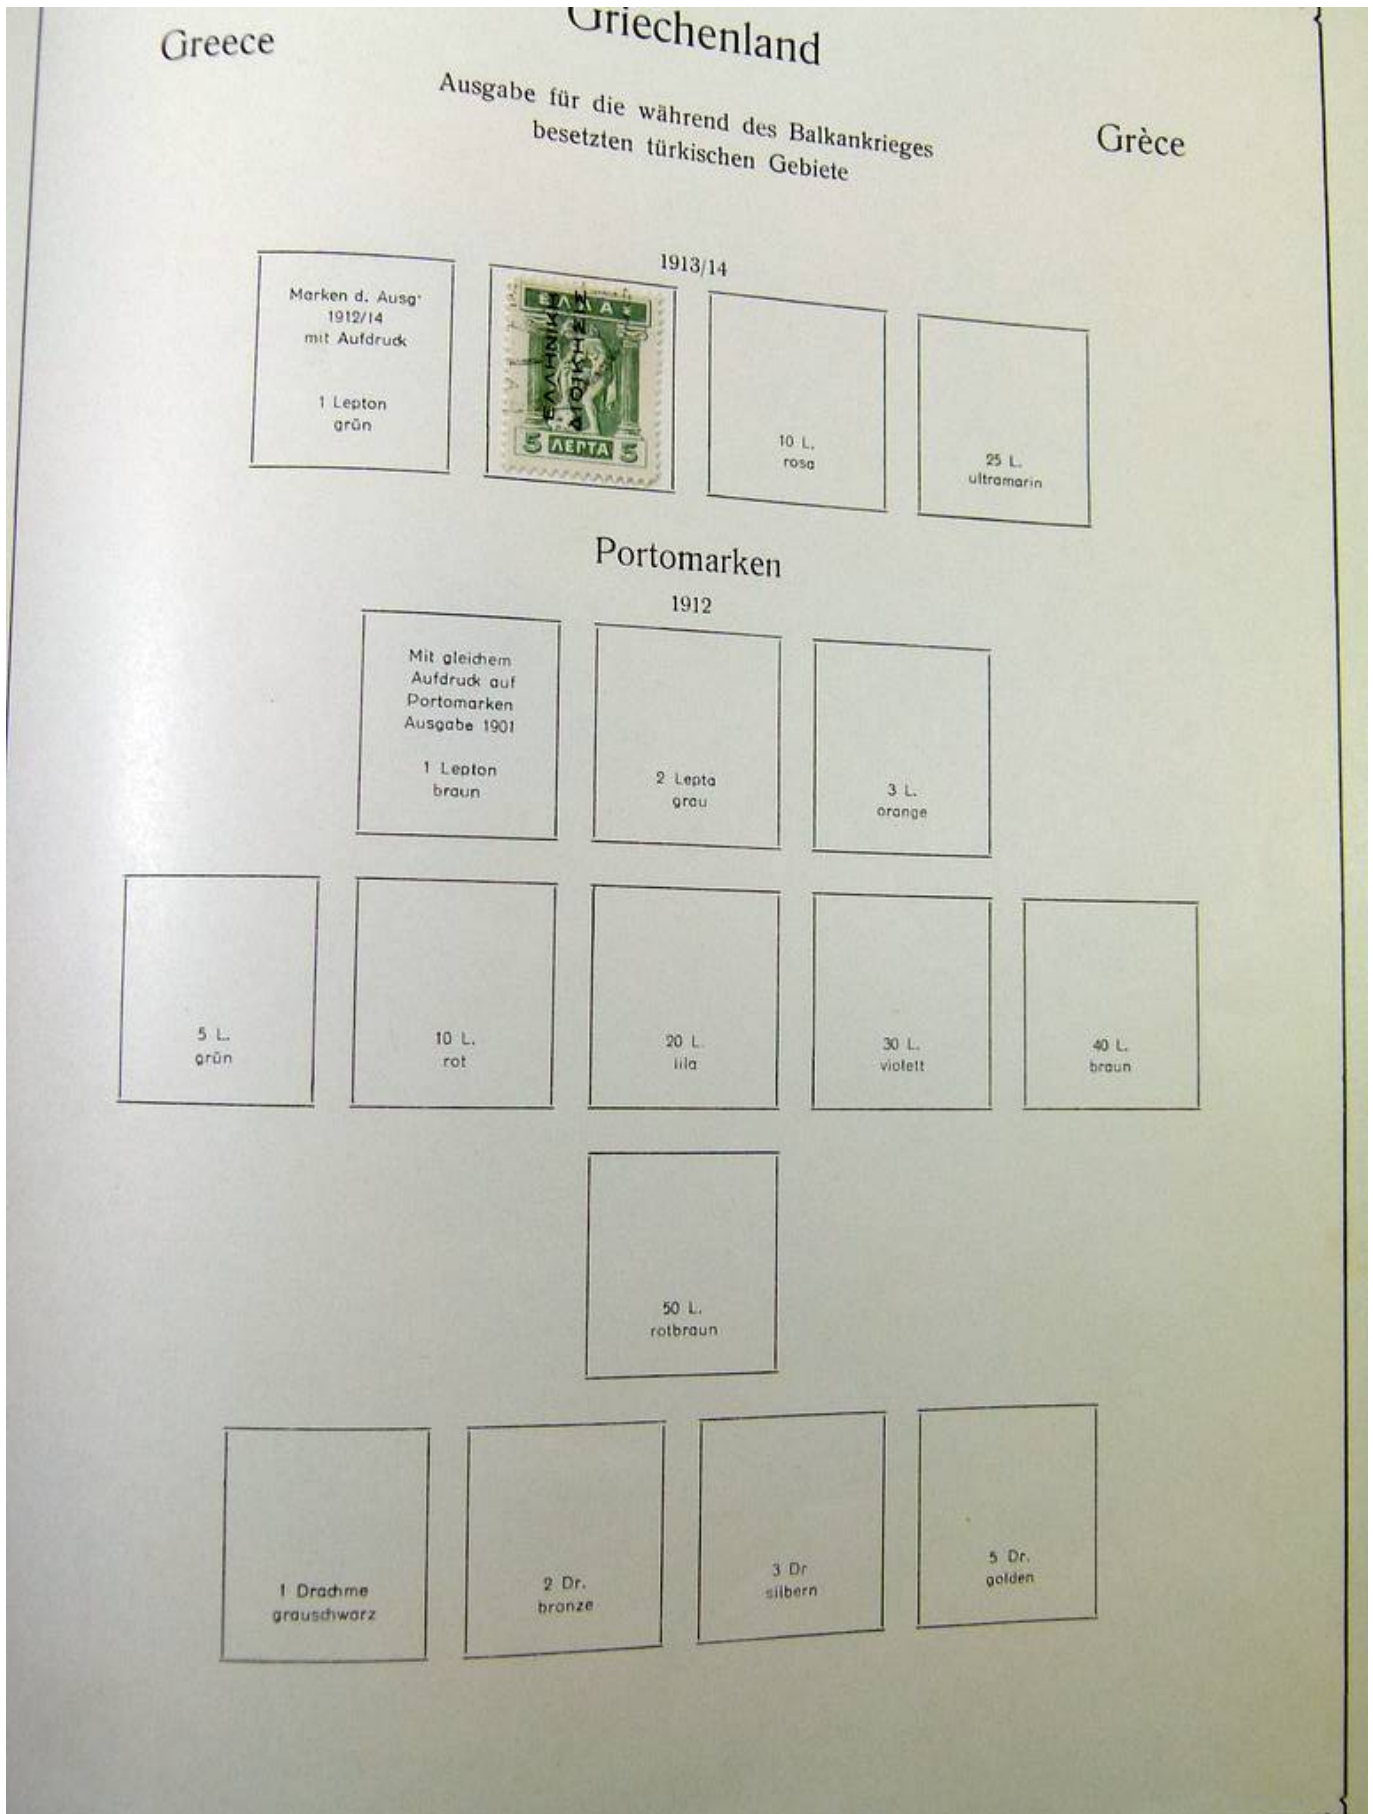 Greece
Griechenland
Grèce
Ausgabe für die während des Balkankrieges
besetzten türkischen Gebiete
1913/14
Marken d. Ausg.
1912/14
mit Aufdruck
1 Lepton
grün
ΕΛΛΑΣ
ΕΛΛΗΝΙΚΗ
ΔΙΟΙΚΗΣΙΣ
5 ΛΕΠΤΑ 5
10 L.
rosa
25 L.
ultramarin
Portomarken
1912
Mit gleichem
Aufdruck auf
Portomarken
Ausgabe 1901
1 Lepton
braun
2 Lepta
grau
3 L.
orange
5 L.
grün
10 L.
rot
20 L.
lila
30 L.
violett
40 L.
braun
50 L.
rotbraun
1 Drachme
grauschwarz
2 Dr.
bronze
3 Dr
silbern
5 Dr.
golden